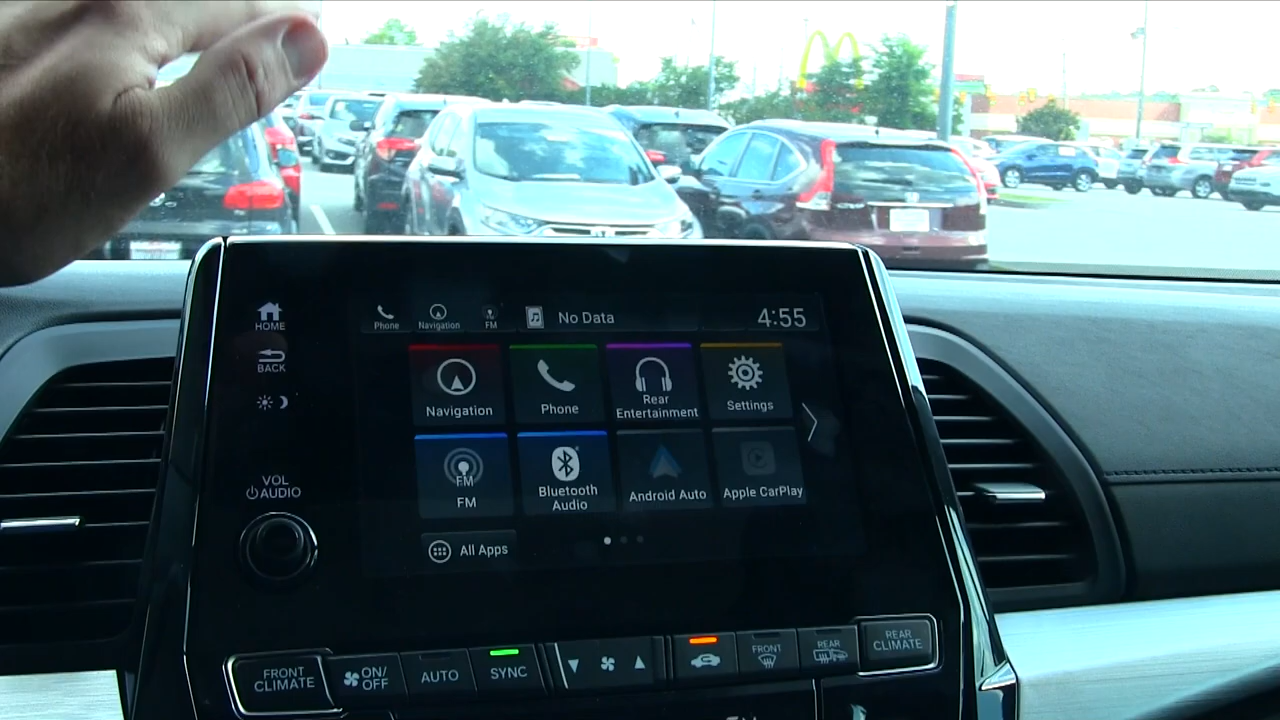 HOME
BACK
VOL
AUDIO
Phone
Navigation
FM
No Data
4:55
Navigation
Phone
Rear
Entertainment
Settings
FM
FM
Bluetooth
Audio
Android Auto
Apple CarPlay
All Apps
FRONT
CLIMATE
ON/
OFF
AUTO
SYNC
FRONT
REAR
REAR
CLIMATE